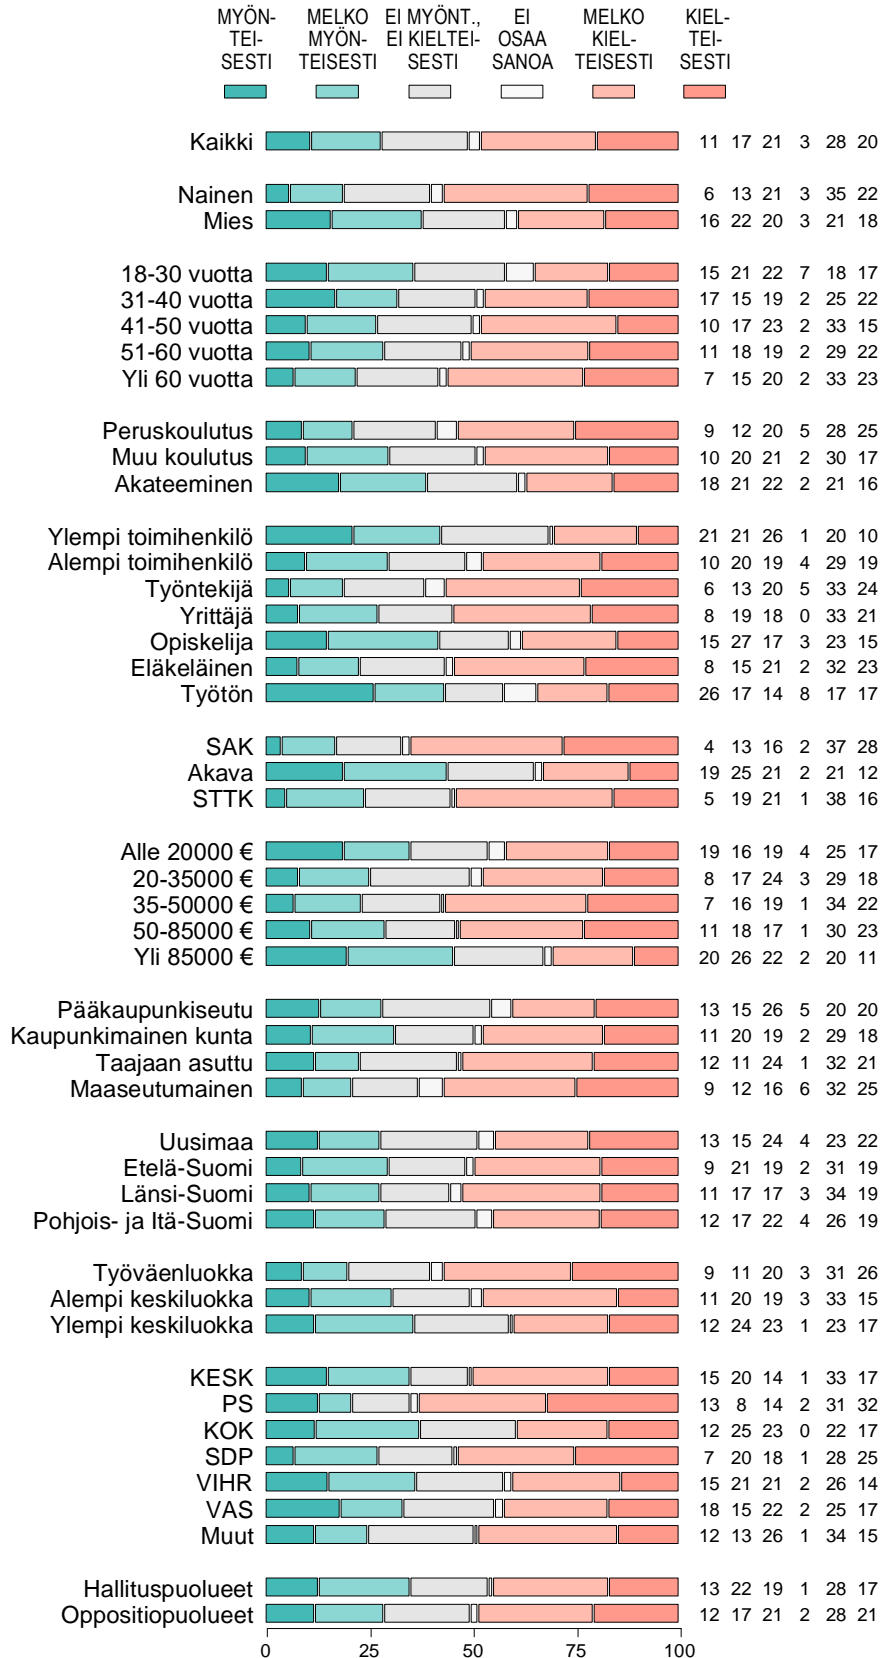 MYÖN- MELKO EI MYÖNT., EI MELKO KIEL-
TEI- MYÖN- EI KIELTEI- OSAA KIEL- TEI-
SESTI TEISESTI SESTI SANOA TEISESTI SESTI
Kaikki 11 17 21 3 28 20
Nainen 6 13 21 3 35 22
Mies 16 22 20 3 21 18
18-30 vuotta 15 21 22 7 18 17
31-40 vuotta 17 15 19 2 25 22
41-50 vuotta 10 17 23 2 33 15
51-60 vuotta 11 18 19 2 29 22
Yli 60 vuotta 7 15 20 2 33 23
Peruskoulutus 9 12 20 5 28 25
Muu koulutus 10 20 21 2 30 17
Akateeminen 18 21 22 2 21 16
Ylempi toimihenkilö 21 21 26 1 20 10
Alempi toimihenkilö 10 20 19 4 29 19
Työntekijä 6 13 20 5 33 24
Yrittäjä 8 19 18 0 33 21
Opiskelija 15 27 17 3 23 15
Eläkeläinen 8 15 21 2 32 23
Työtön 26 17 14 8 17 17
SAK 4 13 16 2 37 28
Akava 19 25 21 2 21 12
STTK 5 19 21 1 38 16
Alle 20000 € 19 16 19 4 25 17
20-35000 € 8 17 24 3 29 18
35-50000 € 7 16 19 1 34 22
50-85000 € 11 18 17 1 30 23
Yli 85000 € 20 26 22 2 20 11
Pääkaupunkiseutu 13 15 26 5 20 20
Kaupunkimainen kunta 11 20 19 2 29 18
Taajaan asuttu 12 11 24 1 32 21
Maaseutumainen 9 12 16 6 32 25
Uusimaa 13 15 24 4 23 22
Etelä-Suomi 9 21 19 2 31 19
Länsi-Suomi 11 17 17 3 34 19
Pohjois- ja Itä-Suomi 12 17 22 4 26 19
Työväenluokka 9 11 20 3 31 26
Alempi keskiluokka 11 20 19 3 33 15
Ylempi keskiluokka 12 24 23 1 23 17
KESK 15 20 14 1 33 17
PS 13 8 14 2 31 32
KOK 12 25 23 0 22 17
SDP 7 20 18 1 28 25
VIHR 15 21 21 2 26 14
VAS 18 15 22 2 25 17
Muut 12 13 26 1 34 15
Hallituspuolueet 13 22 19 1 28 17
Oppositiopuolueet 12 17 21 2 28 21
0 25 50 75 100